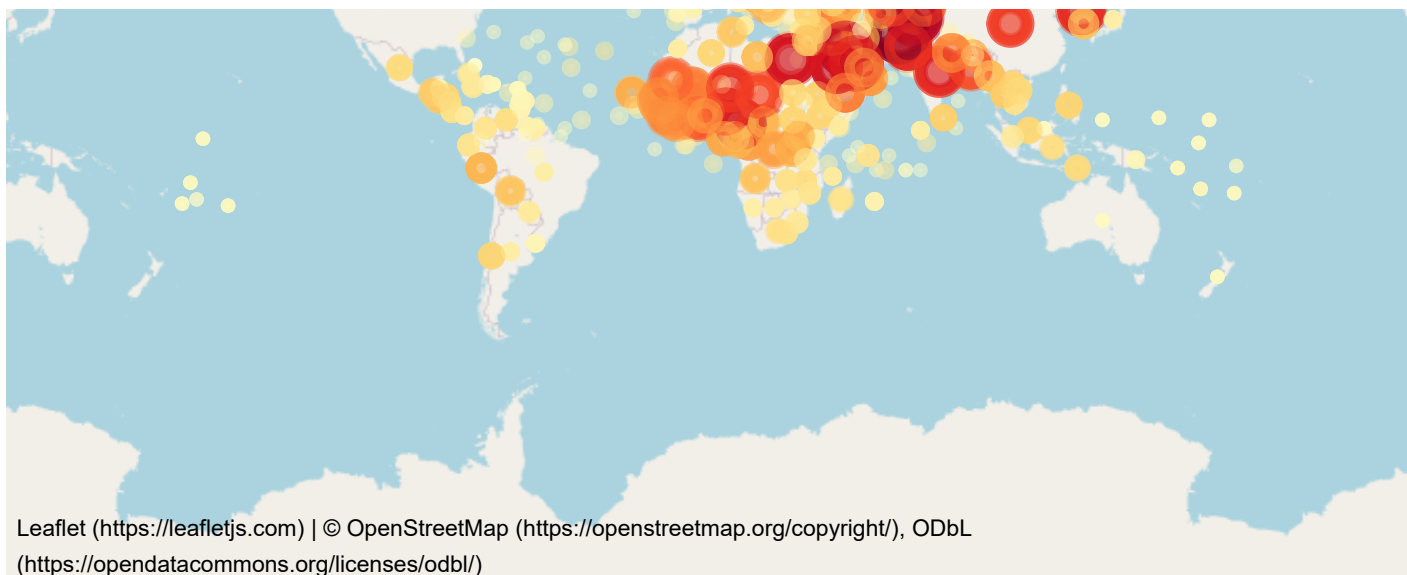 Leaflet (https://leafletjs.com) | © OpenStreetMap (https://openstreetmap.org/copyright/), ODbL
(https://opendatacommons.org/licenses/odbl/)